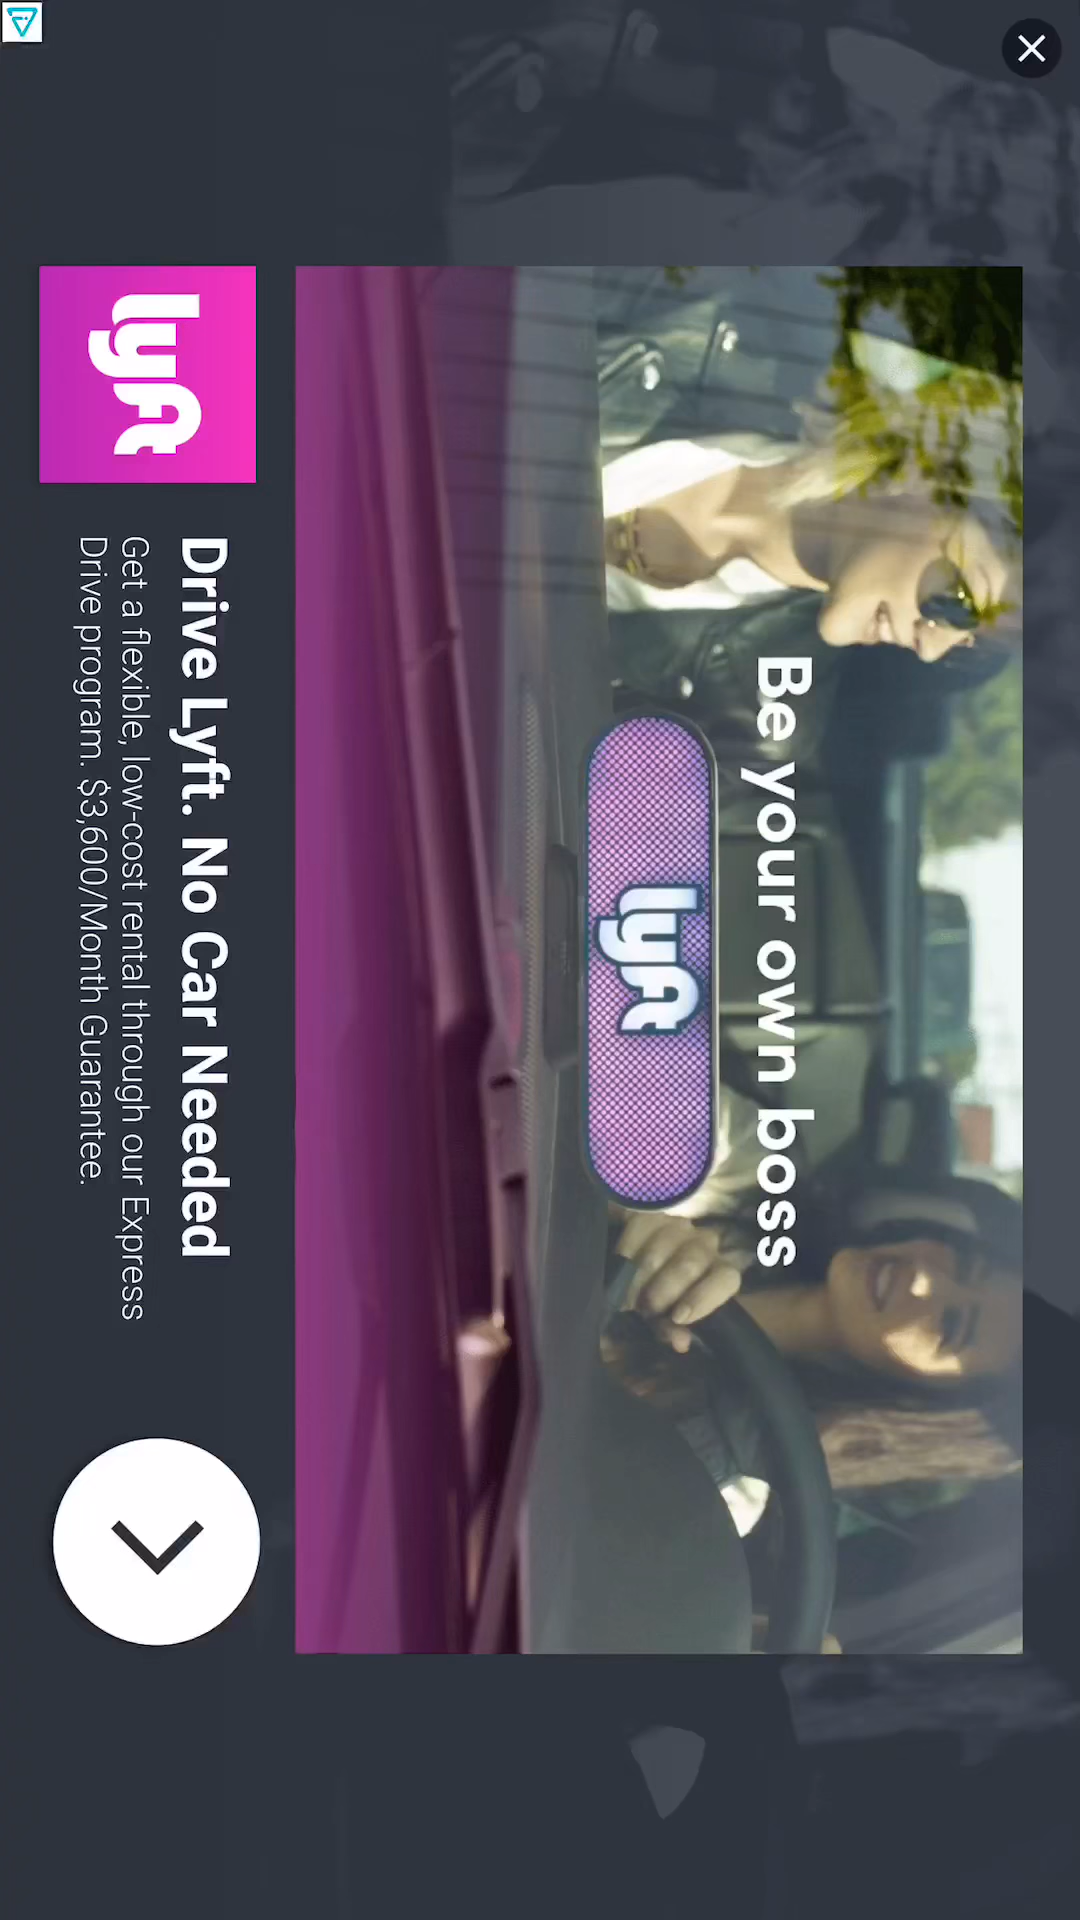 Be your own boss
lyft
lyft
Drive Lyft. No Car Needed
Get a flexible, low-cost rental through our Express
Drive program. $3,600/Month Guarantee.